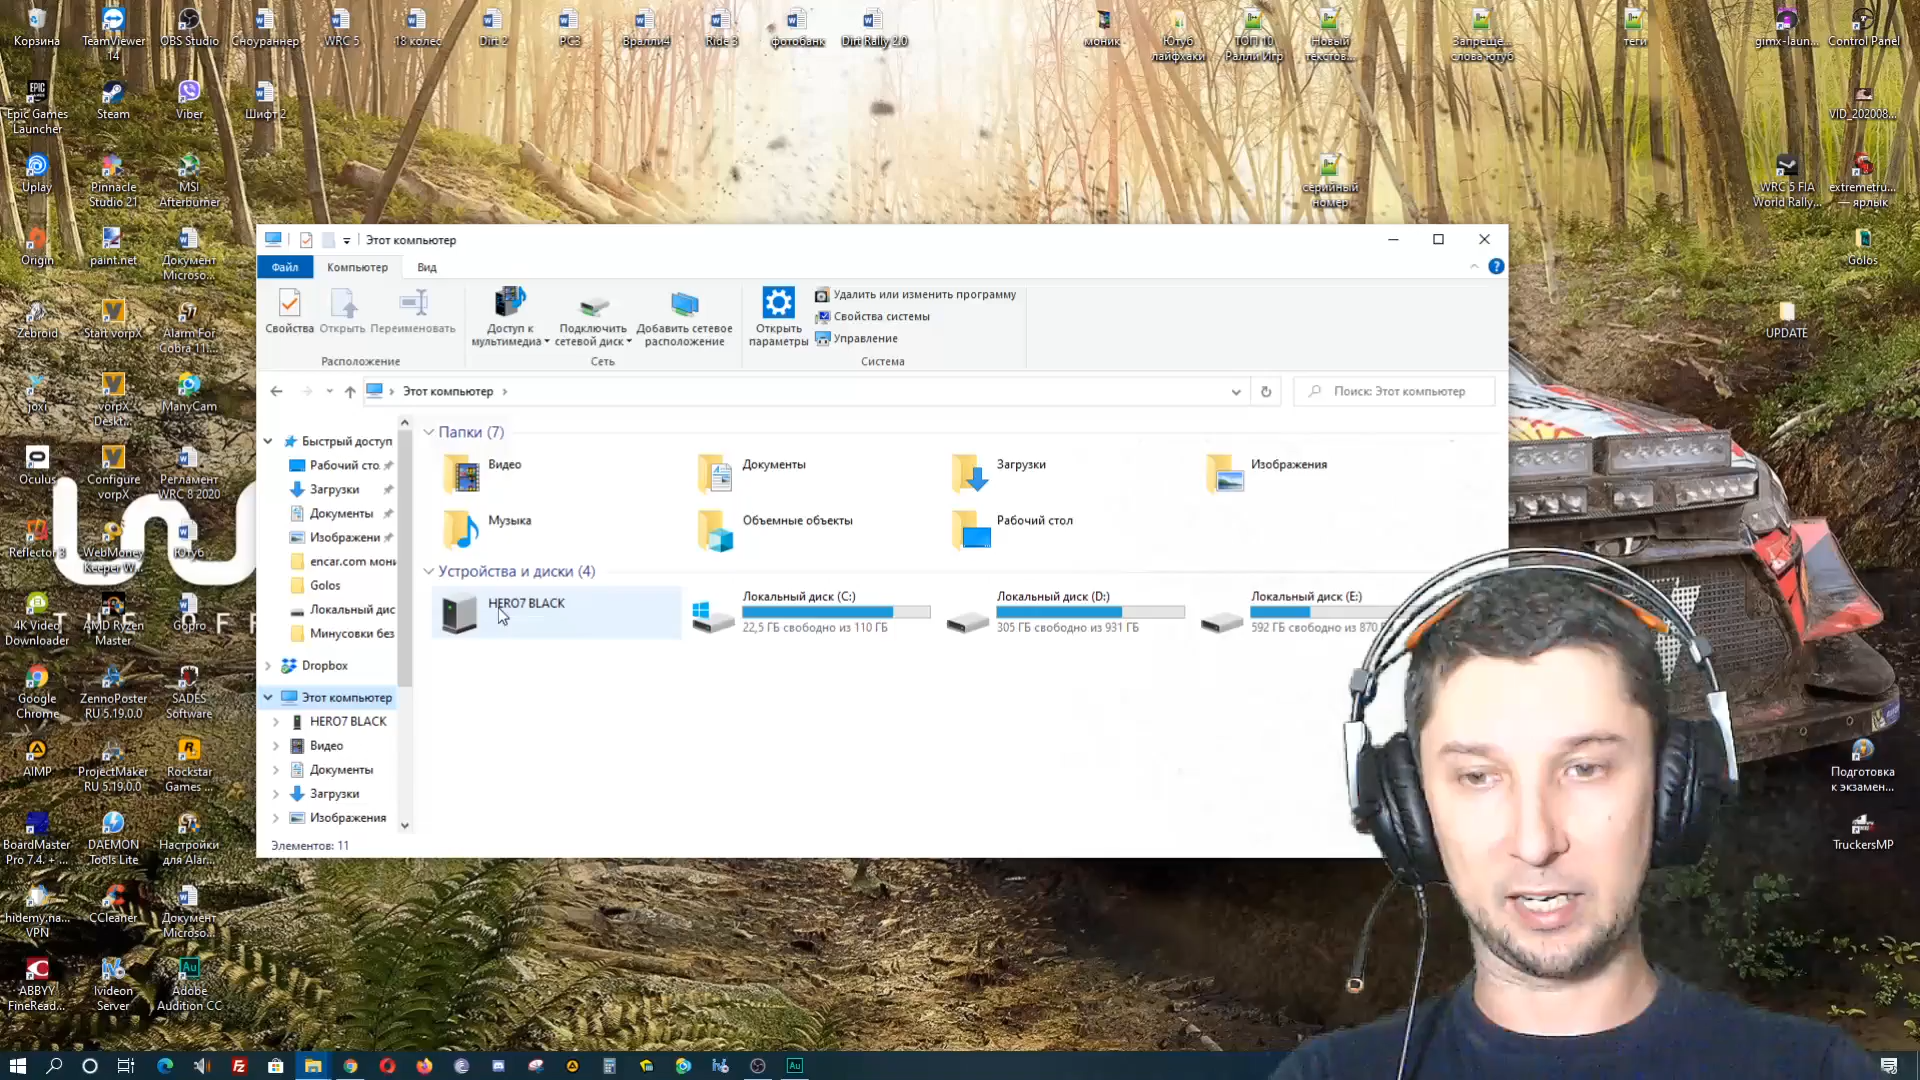 Корзина
TeamViewer
14
OBS Studio
Сноураннер
WRC 5
18 колес
Dirt 2
PC3
Вралли4
Ride 3
фотобанк
Dirt Rally 2.0
моник
Ютуб
лайфхаки
ТОП 10
Ралли Игр
Новый
текстов...
Запреще...
слова ютуб
теги
gimx-laun...
Control Panel
Epic Games
Launcher
Steam
Viber
Шифт 2
VID_202008...
Uplay
Pinnacle
Studio 21
MSI
Afterburner
серийный
номер
WRC 5 FIA
World Rally...
extremetru...
— ярлык
Origin
paint.net
Документ
Microso...
Golos
Zebroid
Start vorpX
Alarm For
Cobra 11...
UPDATE
joxi
vorpX
Deskt...
ManyCam
Oculus
Configure
vorpX
Регламент
WRC 8 2020
Reflector 3
WebMoney
Keeper W...
Ютуб
4K Video
Downloader
AMD Ryzen
Master
Gopro
Google
Chrome
ZennoPoster
RU 5.19.0.0
SADES
Software
AIMP
ProjectMaker
RU 5.19.0.0
Rockstar
Games ...
Подготовка
к экзамен...
BoardMaster
Pro 7.4. + ...
DAEMON
Tools Lite
Настройки
для Alar...
TruckersMP
hidemy.na...
VPN
CCleaner
Документ
Microso...
ABBYY
FineRead...
Ivideon
Server
Adobe
Audition CC
Этот компьютер
Файл
Компьютер
Вид
Свойства
Открыть
Переименовать
Расположение
Доступ к
мультимедиа
Подключить
сетевой диск
Добавить сетевое
расположение
Сеть
Открыть
параметры
Удалить или изменить программу
Свойства системы
Управление
Система
Этот компьютер
Поиск: Этот компьютер
Быстрый доступ
Рабочий сто
Загрузки
Документы
Изображени
encar.com мони
Golos
Локальный дис
Минусовки без
Dropbox
Этот компьютер
HERO7 BLACK
Видео
Документы
Загрузки
Изображения
Папки (7)
Видео
Документы
Загрузки
Изображения
Музыка
Объемные объекты
Рабочий стол
Устройства и диски (4)
HERO7 BLACK
Локальный диск (C:)
22,5 ГБ свободно из 110 ГБ
Локальный диск (D:)
305 ГБ свободно из 931 ГБ
Локальный диск (E:)
592 ГБ свободно из 870
Элементов: 11